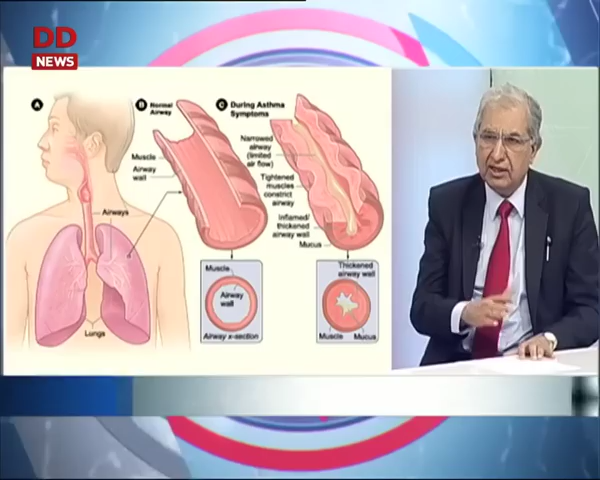 DD
NEWS
A
B
Normal
Airway
C
During Asthma
Symptoms
Muscle
Airway
wall
Airways
Lungs
Narrowed
airway
(limited
air flow)
Tightened
muscles
constrict
airway
Inflamed/
thickened
airway wall
Mucus
Muscle
Airway
wall
Airway x-section
Thickened
airway wall
Muscle
Mucus